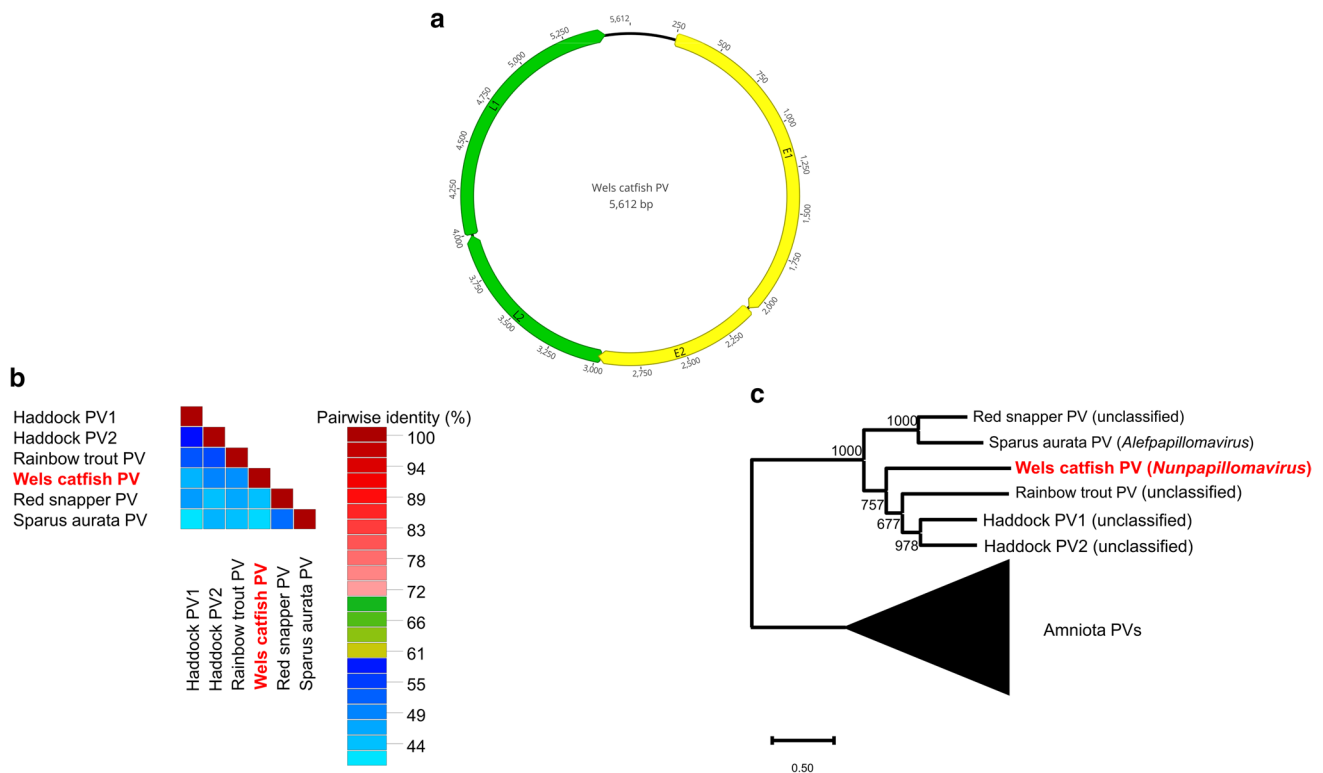 a
5,612
250
500
750
1,000
E1
1,250
1,500
1,750
2,000
2,250
E2
2,500
2,750
3,000
3,250
L2
3,500
3,750
4,000
4,250
4,500
L1
4,750
5,000
5,250
Wels catfish PV
5,612 bp
b
Haddock PV1
Haddock PV2
Rainbow trout PV
Wels catfish PV
Red snapper PV
Sparus aurata PV
Haddock PV1
Haddock PV2
Rainbow trout PV
Wels catfish PV
Red snapper PV
Sparus aurata PV
Pairwise identity (%)
100
94
89
83
78
72
66
61
55
49
44
c
1000
Red snapper PV (unclassified)
Sparus aurata PV (Alefpapillomavirus)
1000
Wels catfish PV (Nunpapillomavirus)
757
Rainbow trout PV (unclassified)
677
Haddock PV1 (unclassified)
978
Haddock PV2 (unclassified)
Amniota PVs
0.50